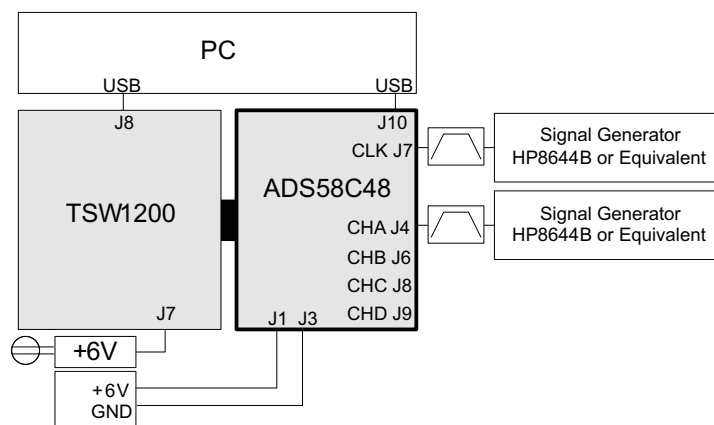 PC
USB
USB
J8
J10
CLK J7
Signal Generator
HP8644B or Equivalent
TSW1200
ADS58C48
CHA J4
Signal Generator
HP8644B or Equivalent
CHB J6
CHC J8
CHD J9
J7
J1
J3
+6V
+6V
GND